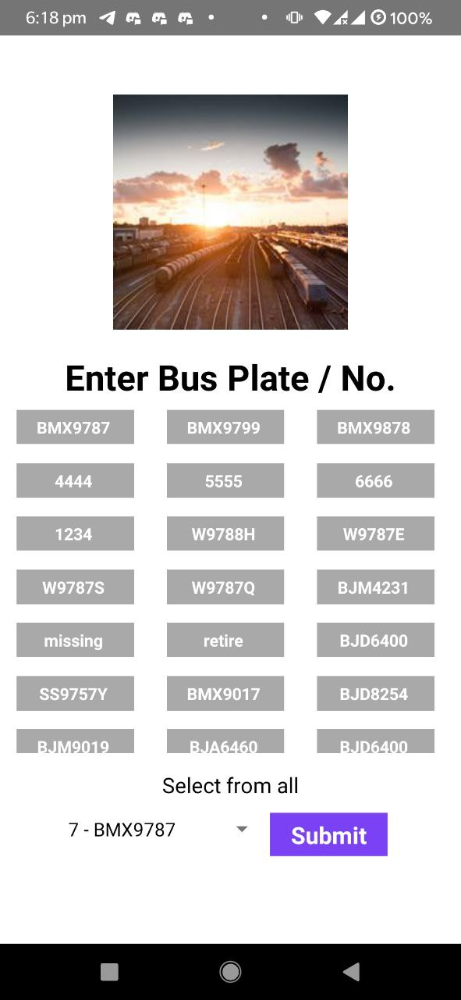 6:18 pm 100%
Enter Bus Plate / No.
BMX9787 BMX9799 BMX9878
4444 5555 6666
1234 W9788H W9787E
W9787S W9787Q BJM4231
missing retire BJD6400
SS9757Y BMX9017 BJD8254
BJM9019 BJA6460 BJD6400
Select from all
7 - BMX9787 Submit